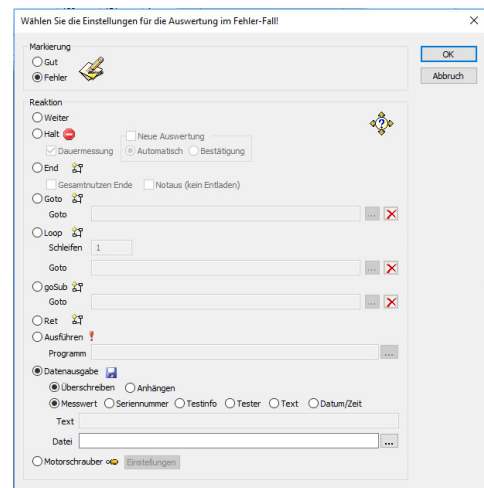 Wählen Sie die Einstellungen für die Auswertung im Fehler-Fall!
Markierung
Gut
Fehler
OK
Abbruch
Reaktion
Weiter
Halt
Neue Auswertung
Dauermessung
Automatisch
Bestätigung
End
Gesamtnutzen Ende
Notaus (kein Entladen)
Goto
Goto
...
Loop
Schleifen
1
Goto
...
goSub
Goto
...
Ret
Ausführen
Programm
...
Datenausgabe
Überschreiben
Anhängen
Messwert
Seriennummer
Testinfo
Tester
Text
Datum/Zeit
Text
Datei
...
Motorschrauber
Einstellungen